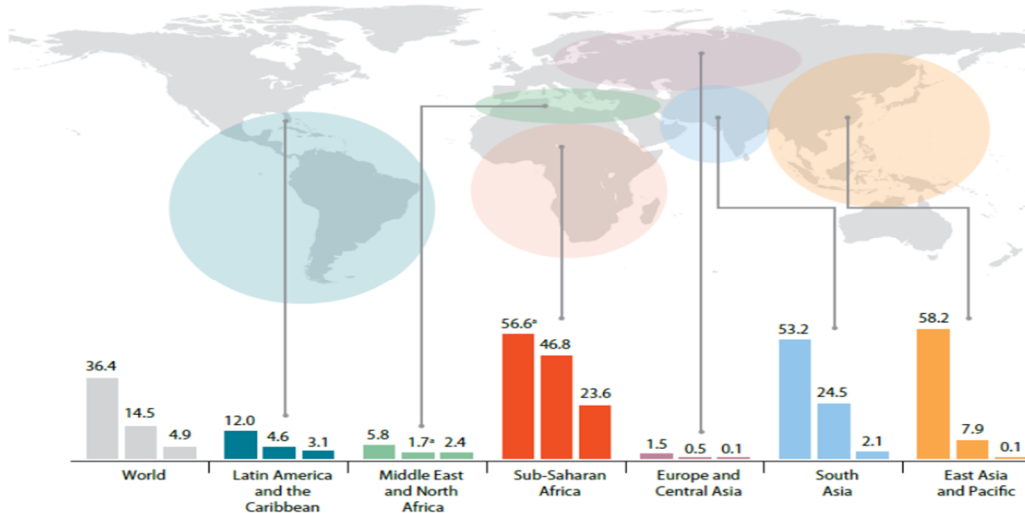 56.6ᵃ
46.8
23.6
58.2
7.9
0.1
53.2
24.5
2.1
36.4
14.5
4.9
12.0
4.6
3.1
5.8
1.7ᵃ
2.4
1.5
0.5
0.1
World
Latin America
and the
Caribbean
Middle East
and North
Africa
Sub-Saharan
Africa
Europe and
Central Asia
South
Asia
East Asia
and Pacific